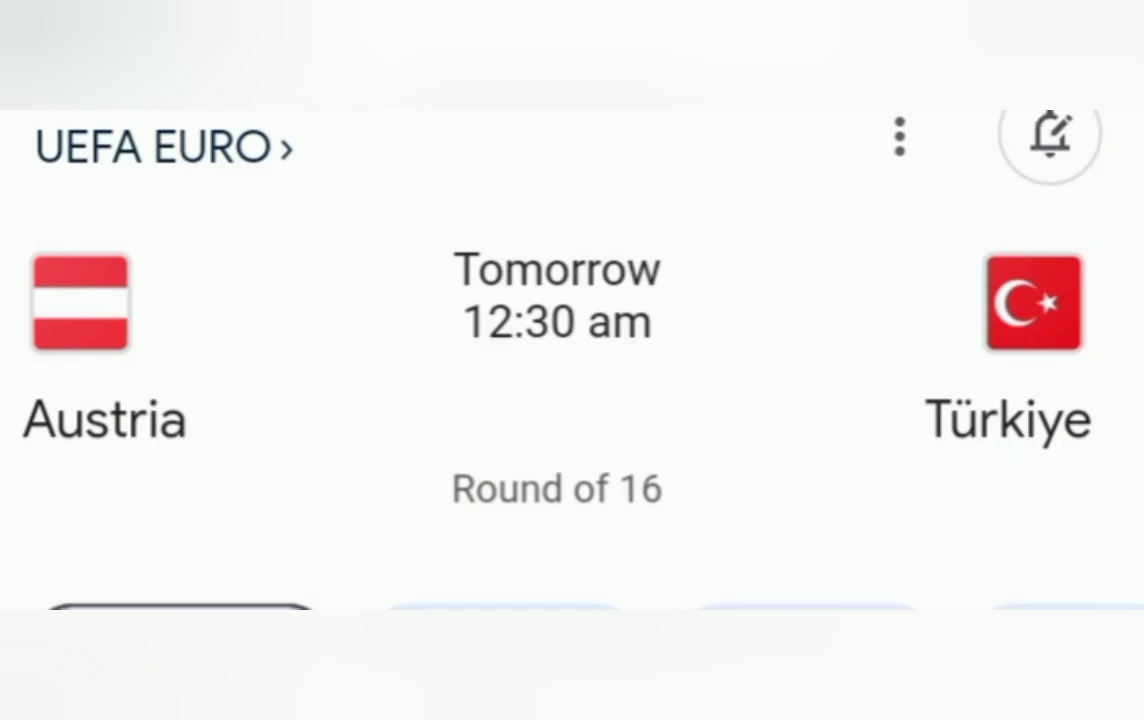 UEFA EURO ›
Tomorrow
12:30 am
Austria
Türkiye
Round of 16